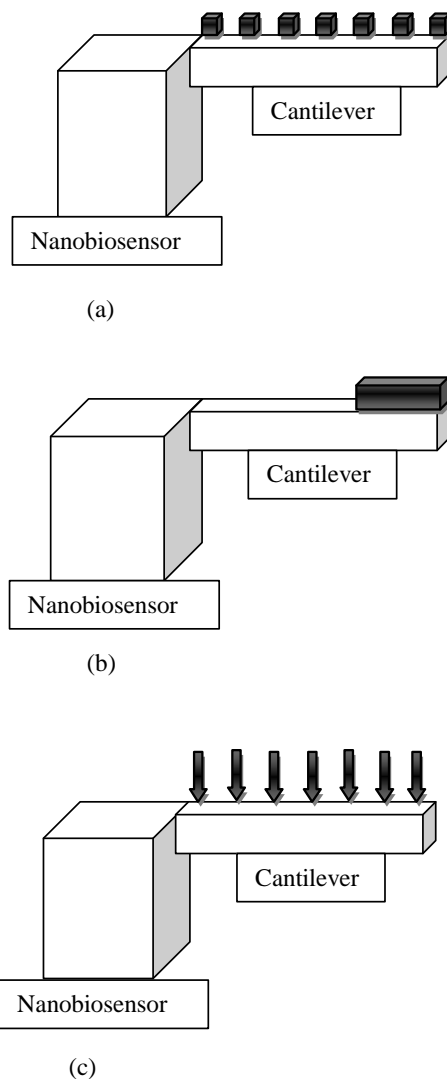 Cantilever
Nanobiosensor
(a)
Cantilever
Nanobiosensor
(b)
Cantilever
Nanobiosensor
(c)